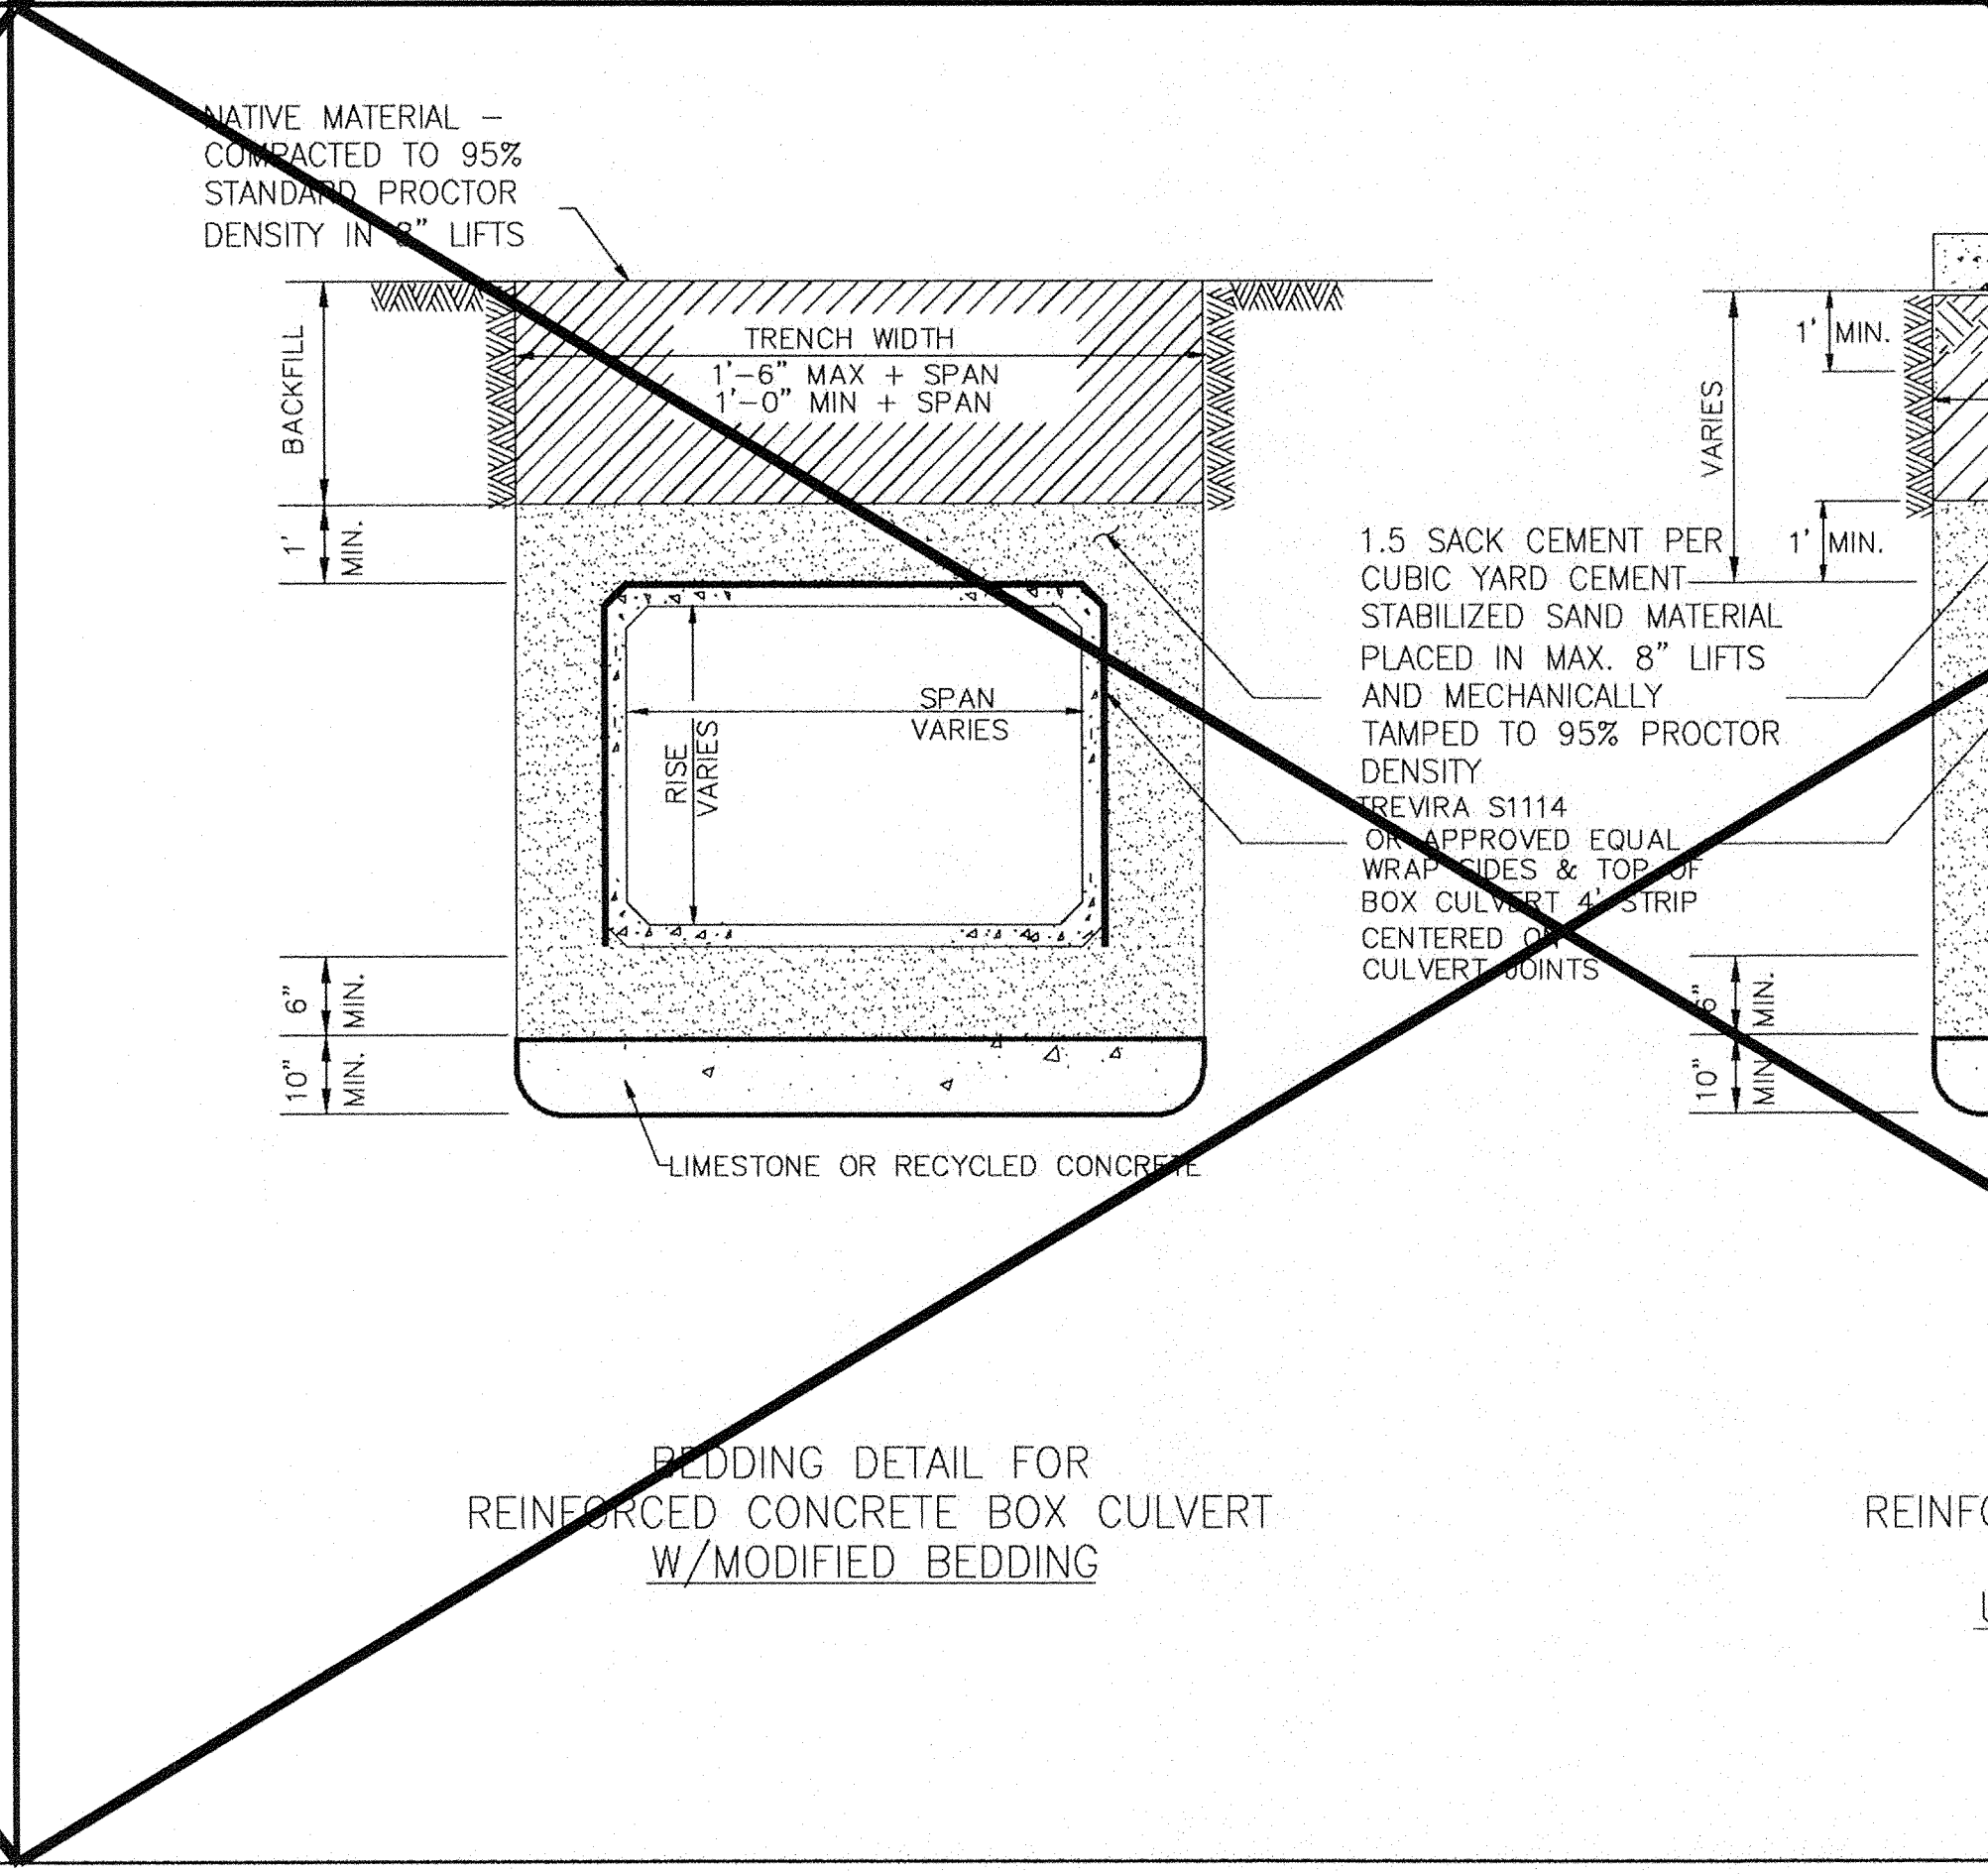 NATIVE MATERIAL –
COMPACTED TO 95%
STANDARD PROCTOR
DENSITY IN 8" LIFTS
BACKFILL
TRENCH WIDTH
1'-6" MAX + SPAN
1'-0" MIN + SPAN
1'
MIN.
SPAN
VARIES
RISE
VARIES
6"
MIN.
10"
MIN.
LIMESTONE OR RECYCLED CONCRETE
1.5 SACK CEMENT PER
CUBIC YARD CEMENT
STABILIZED SAND MATERIAL
PLACED IN MAX. 8" LIFTS
AND MECHANICALLY
TAMPED TO 95% PROCTOR
DENSITY
TREVIRA S1114
OR APPROVED EQUAL
WRAP SIDES & TOP OF
BOX CULVERT 4' STRIP
CENTERED ON
CULVERT JOINTS
VARIES
1' MIN.
1' MIN.
6"
MIN.
10"
MIN.
BEDDING DETAIL FOR
REINFORCED CONCRETE BOX CULVERT
W/MODIFIED BEDDING